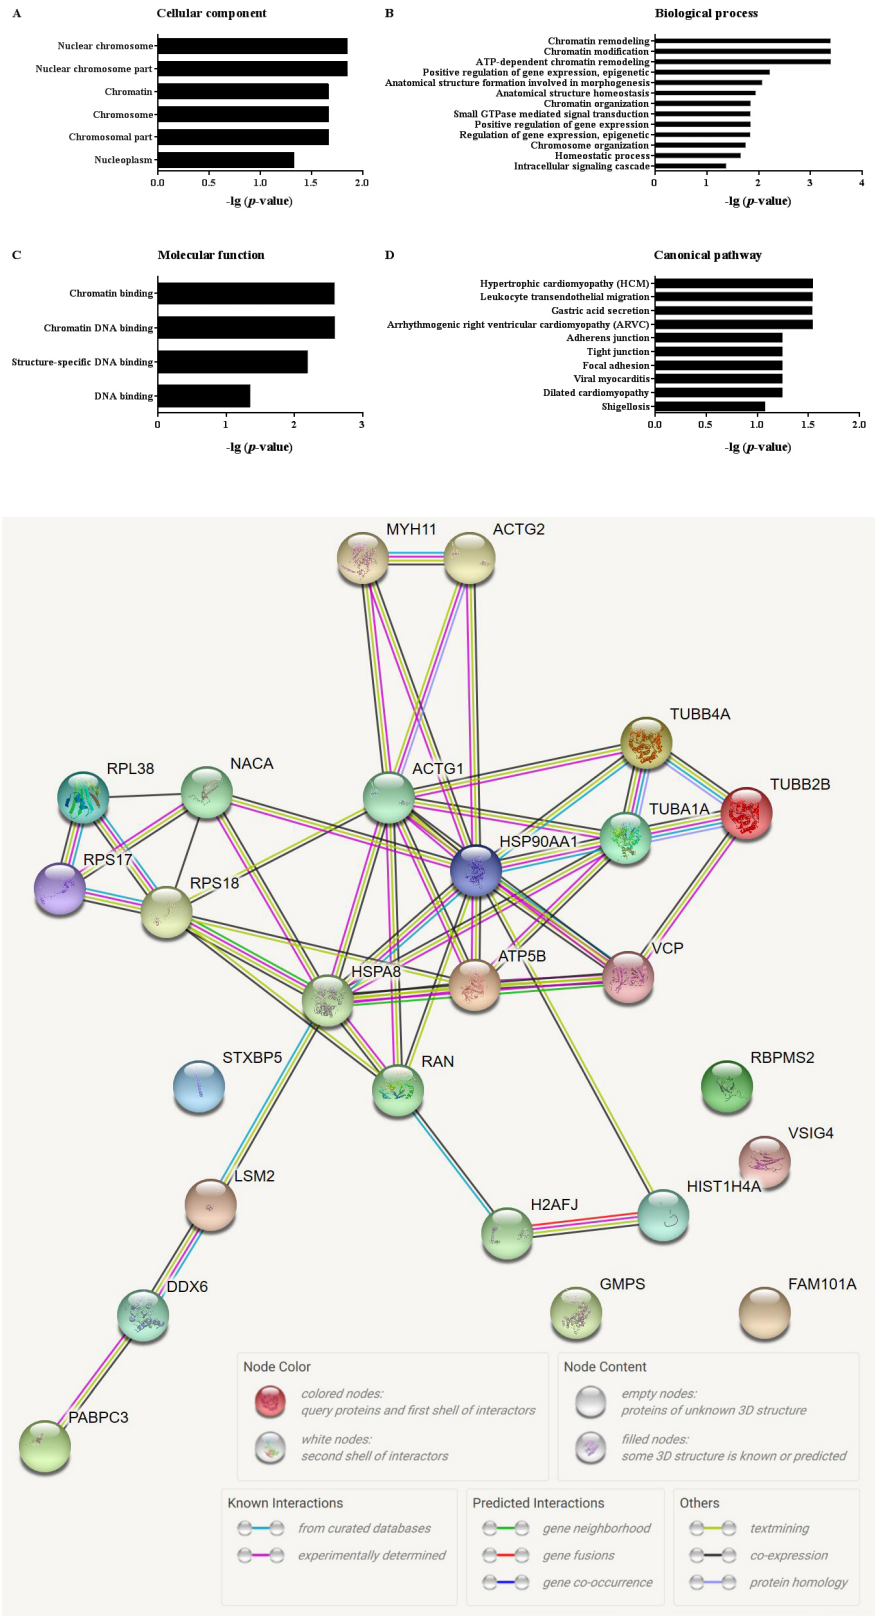 A
Cellular component
Nuclear chromosome
Nuclear chromosome part
Chromatin
Chromosome
Chromosomal part
Nucleoplasm
0.0 0.5 1.0 1.5 2.0
-lg (p-value)
B
Biological process
Chromatin remodeling
Chromatin modification
ATP-dependent chromatin remodeling
Positive regulation of gene expression, epigenetic
Anatomical structure formation involved in morphogenesis
Anatomical structure homeostasis
Chromatin organization
Small GTPase mediated signal transduction
Positive regulation of gene expression
Regulation of gene expression, epigenetic
Chromosome organization
Homeostatic process
Intracellular signaling cascade
0 1 2 3 4
-lg (p-value)
C
Molecular function
Chromatin binding
Chromatin DNA binding
Structure-specific DNA binding
DNA binding
0 1 2 3
-lg (p-value)
D
Canonical pathway
Hypertrophic cardiomyopathy (HCM)
Leukocyte transendothelial migration
Gastric acid secretion
Arrhythmogenic right ventricular cardiomyopathy (ARVC)
Adherens junction
Tight junction
Focal adhesion
Viral myocarditis
Dilated cardiomyopathy
Shigellosis
0.0 0.5 1.0 1.5 2.0
-lg (p-value)
MYH11
ACTG2
TUBB4A
RPL38
NACA
ACTG1
TUBB2B
TUBA1A
HSP90AA1
RPS17
RPS18
VCP
ATP5B
HSPA8
STXBP5
RAN
RBPMS2
VSIG4
LSM2
HIST1H4A
H2AFJ
DDX6
GMPS
FAM101A
PABPC3
Node Color
colored nodes:
query proteins and first shell of interactors
white nodes:
second shell of interactors
Node Content
empty nodes:
proteins of unknown 3D structure
filled nodes:
some 3D structure is known or predicted
Known Interactions
from curated databases
experimentally determined
Predicted Interactions
gene neighborhood
gene fusions
gene co-occurrence
Others
textmining
co-expression
protein homology